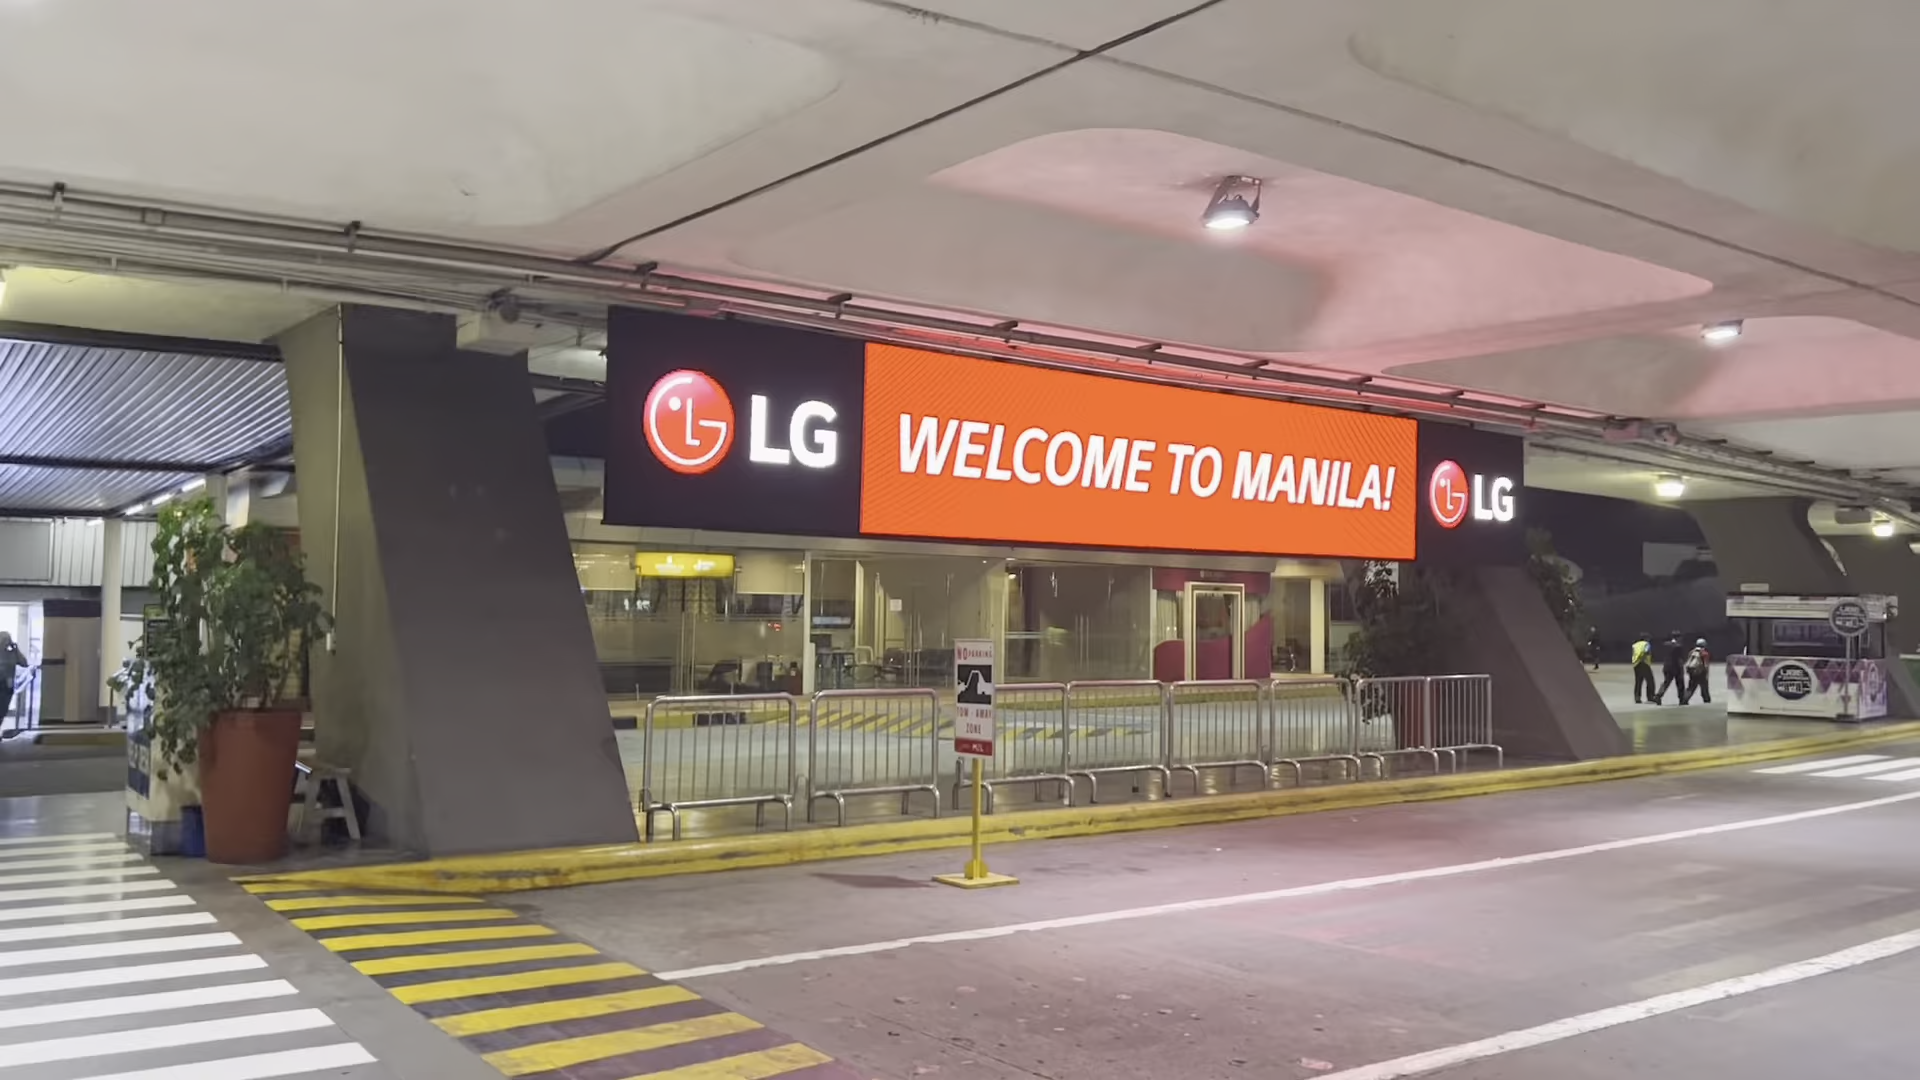 LG
WELCOME TO MANILA!
LG
NO PARKING
TOW - AWAY
ZONE